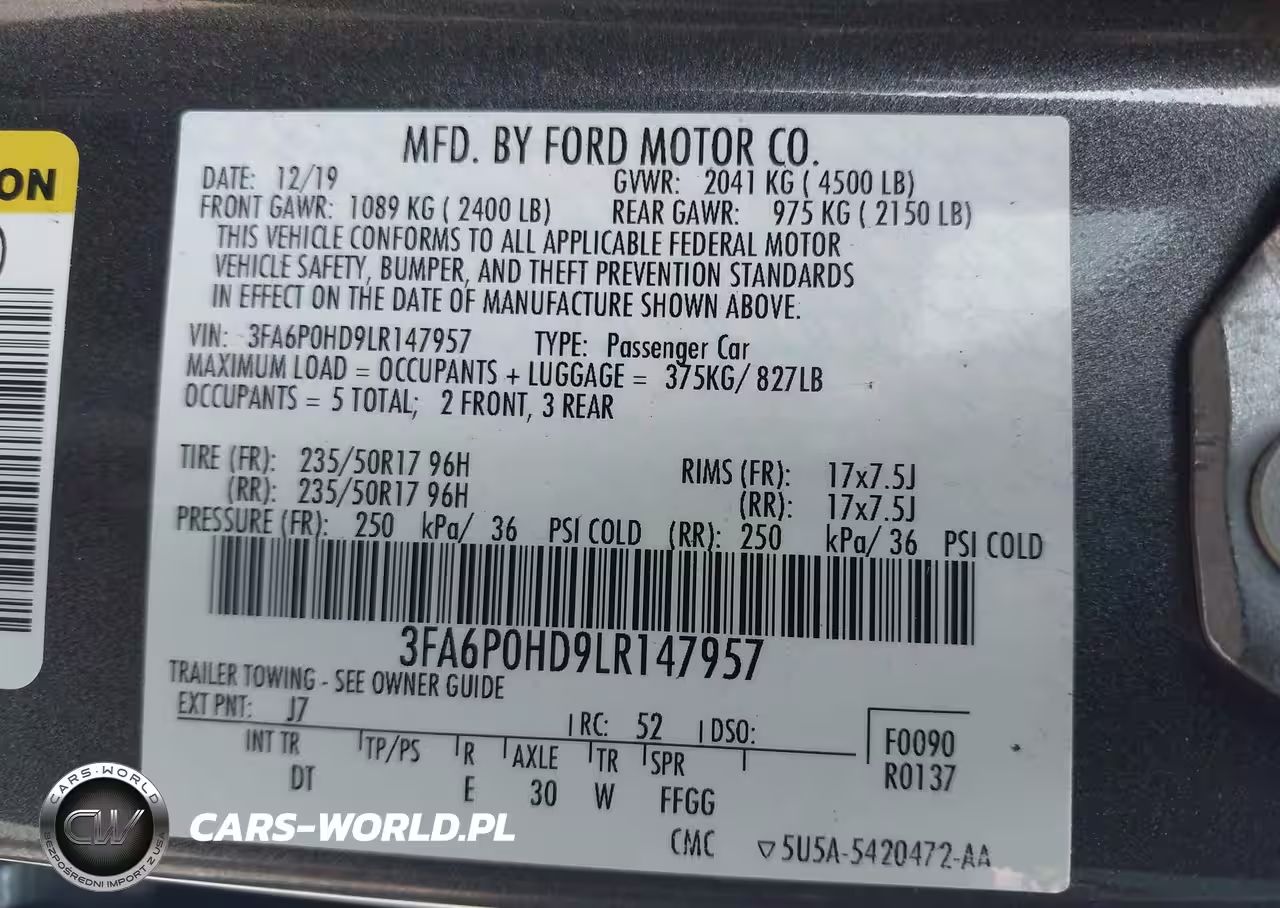 ON
MFD. BY FORD MOTOR CO.
DATE: 12/19 GVWR: 2041 KG ( 4500 LB)
FRONT GAWR: 1089 KG ( 2400 LB) REAR GAWR: 975 KG ( 2150 LB)
THIS VEHICLE CONFORMS TO ALL APPLICABLE FEDERAL MOTOR
VEHICLE SAFETY, BUMPER, AND THEFT PREVENTION STANDARDS
IN EFFECT ON THE DATE OF MANUFACTURE SHOWN ABOVE.
VIN: 3FA6P0HD9LR147957 TYPE: Passenger Car
MAXIMUM LOAD = OCCUPANTS + LUGGAGE = 375KG/ 827LB
OCCUPANTS = 5 TOTAL; 2 FRONT, 3 REAR
TIRE (FR): 235/50R17 96H RIMS (FR): 17x7.5J
(RR): 235/50R17 96H (RR): 17x7.5J
PRESSURE (FR): 250 kPa/ 36 PSI COLD (RR): 250 kPa/ 36 PSI COLD
3FA6P0HD9LR147957
TRAILER TOWING - SEE OWNER GUIDE
EXT PNT: J7 RC: 52 DSO:
INT TR TP/PS R AXLE TR SPR F0090
DT E 30 W FFGG R0137
CMC ▽5U5A-5420472-AA
CARS-WORLD
CW
BEZPOŚREDNI IMPORT Z USA
CARS-WORLD.PL